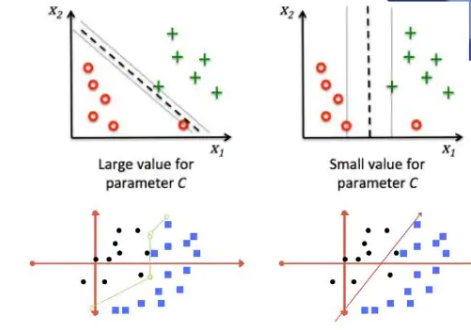 x₂
x₂
x₁
x₁
Large value for
parameter C
Small value for
parameter C